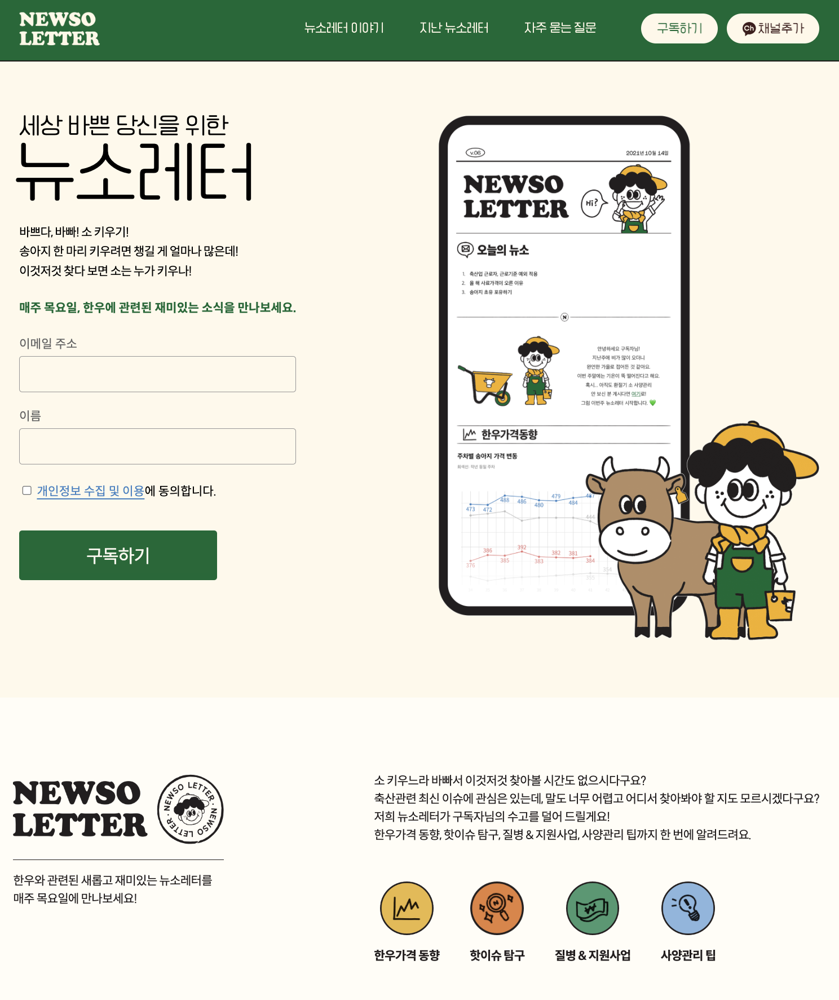 NEWSO
LETTER
뉴소레터 이야기
지난 뉴소레터
자주 묻는 질문
구독하기
Ch 채널추가
세상 바쁜 당신을 위한
뉴소레터
바쁘다, 바빠! 소 키우기!
송아지 한 마리 키우려면 챙길 게 얼마나 많은데!
이것저것 찾다 보면 소는 누가 키우나!
매주 목요일, 한우에 관련된 재미있는 소식을 만나보세요.
이메일 주소
이름
개인정보 수집 및 이용에 동의합니다.
구독하기
v.06
2021년 10월 14일
NEWSO
LETTER
Hi?
오늘의 뉴소
1. 축산업 근로자, 근로기준 예외 적용
2. 올 해 사료가격이 오른 이유
3. 송아지 초유 포유하기
N
안녕하세요 구독자님!
지난주에 비가 많이 오더니
완연한 가을로 접어든 것 같아요.
이번 주말에는 기온이 뚝 떨어진다고 해요.
혹시... 아직도 환절기 소 사양관리
안 보신 분 계시다면 여기로!
그럼 이번주 뉴소레터 시작합니다. 💚
한우가격동향
주차별 송아지 가격 변동
회색선: 작년 동일 주차
473 472 488 486 480 479 484 487
444
376 386 385 392 383 382 381 384
355 354
37 38 39 40 41 42
NEWSO
LETTER
NEWSO LETTER · NEWSO LETTER ·
한우와 관련된 새롭고 재미있는 뉴소레터를
매주 목요일에 만나보세요!
소 키우느라 바빠서 이것저것 찾아볼 시간도 없으시다구요?
축산관련 최신 이슈에 관심은 있는데, 말도 너무 어렵고 어디서 찾아봐야 할 지도 모르시겠다구요?
저희 뉴소레터가 구독자님의 수고를 덜어 드릴게요!
한우가격 동향, 핫이슈 탐구, 질병 & 지원사업, 사양관리 팁까지 한 번에 알려드려요.
N
₩
한우가격 동향
핫이슈 탐구
질병 & 지원사업
사양관리 팁